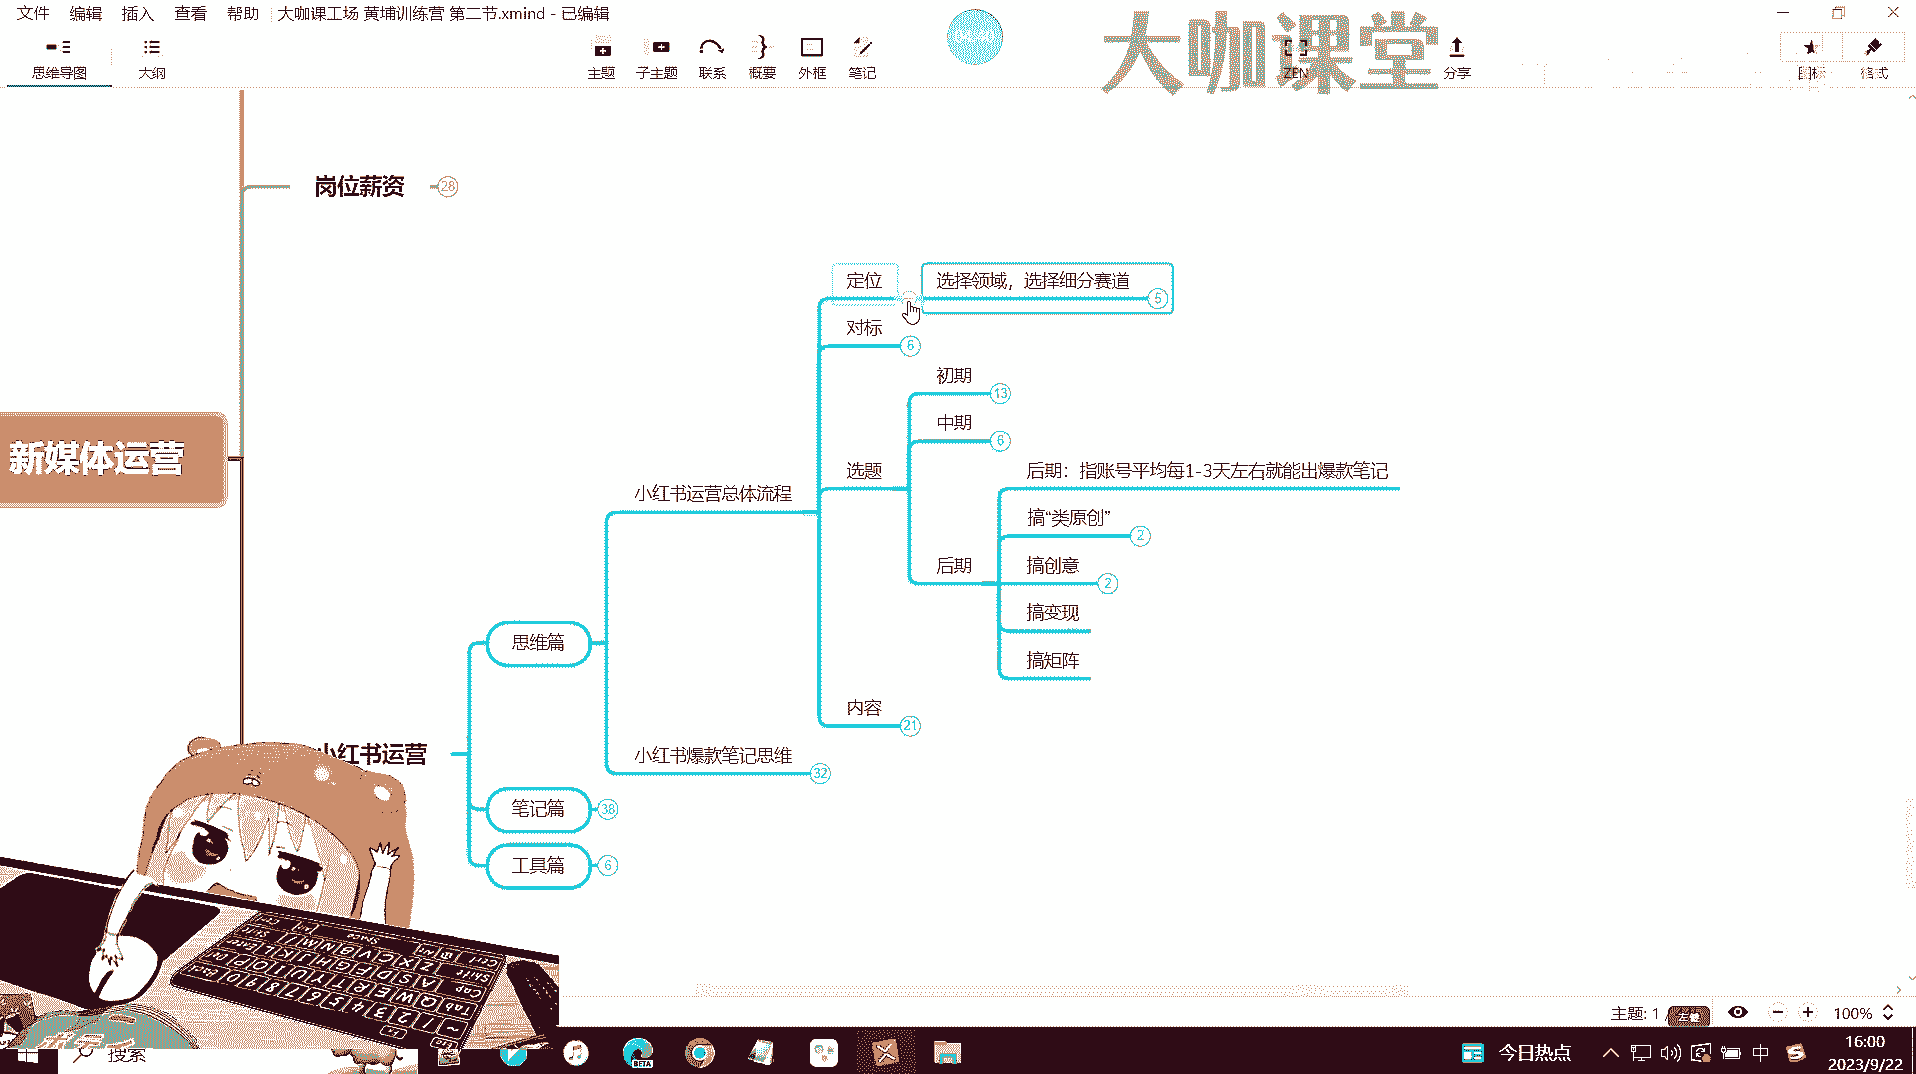 文件 编辑 插入 查看 帮助 大咖课工场 黄埔训练营 第二节.xmind - 已编辑
大咖课堂
思维导图 大纲 主题 子主题 联系 概要 外框 笔记 ZEN 分享 图标 格式
岗位薪资 28
定位 选择领域，选择细分赛道 5
对标 6
初期 13
中期 6
选题
后期：指账号平均每1-3天左右就能出爆款笔记
小红书运营总体流程
搞“类原创” 2
后期
搞创意 2
搞变现
搞矩阵
新媒体运营
思维篇
内容 21
小红书爆款笔记思维 32
小红书运营
笔记篇 38
工具篇 6
主题: 1 / 100%
搜索
BETA
今日热点
中
16:00
2023/9/22